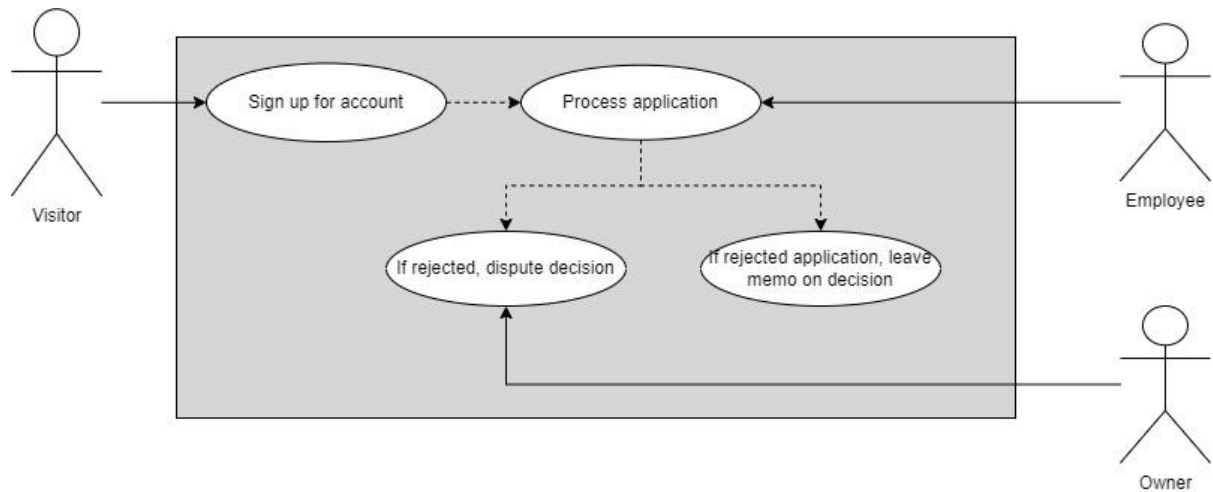 Sign up for account
Process application
Visitor
Employee
If rejected, dispute decision
If rejected application, leave
memo on decision
Owner